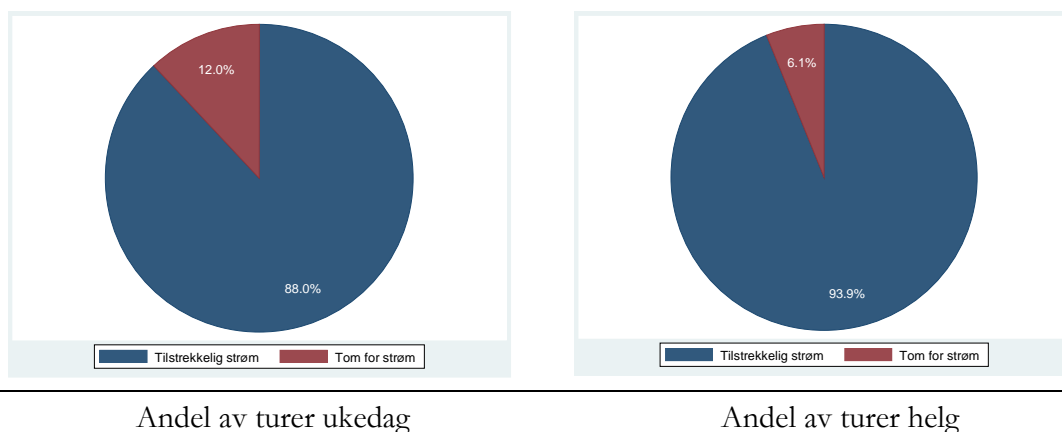 12.0%
88.0%
Tilstrekkelig strøm Tom for strøm
6.1%
93.9%
Tilstrekkelig strøm Tom for strøm
Andel av turer ukedag
Andel av turer helg